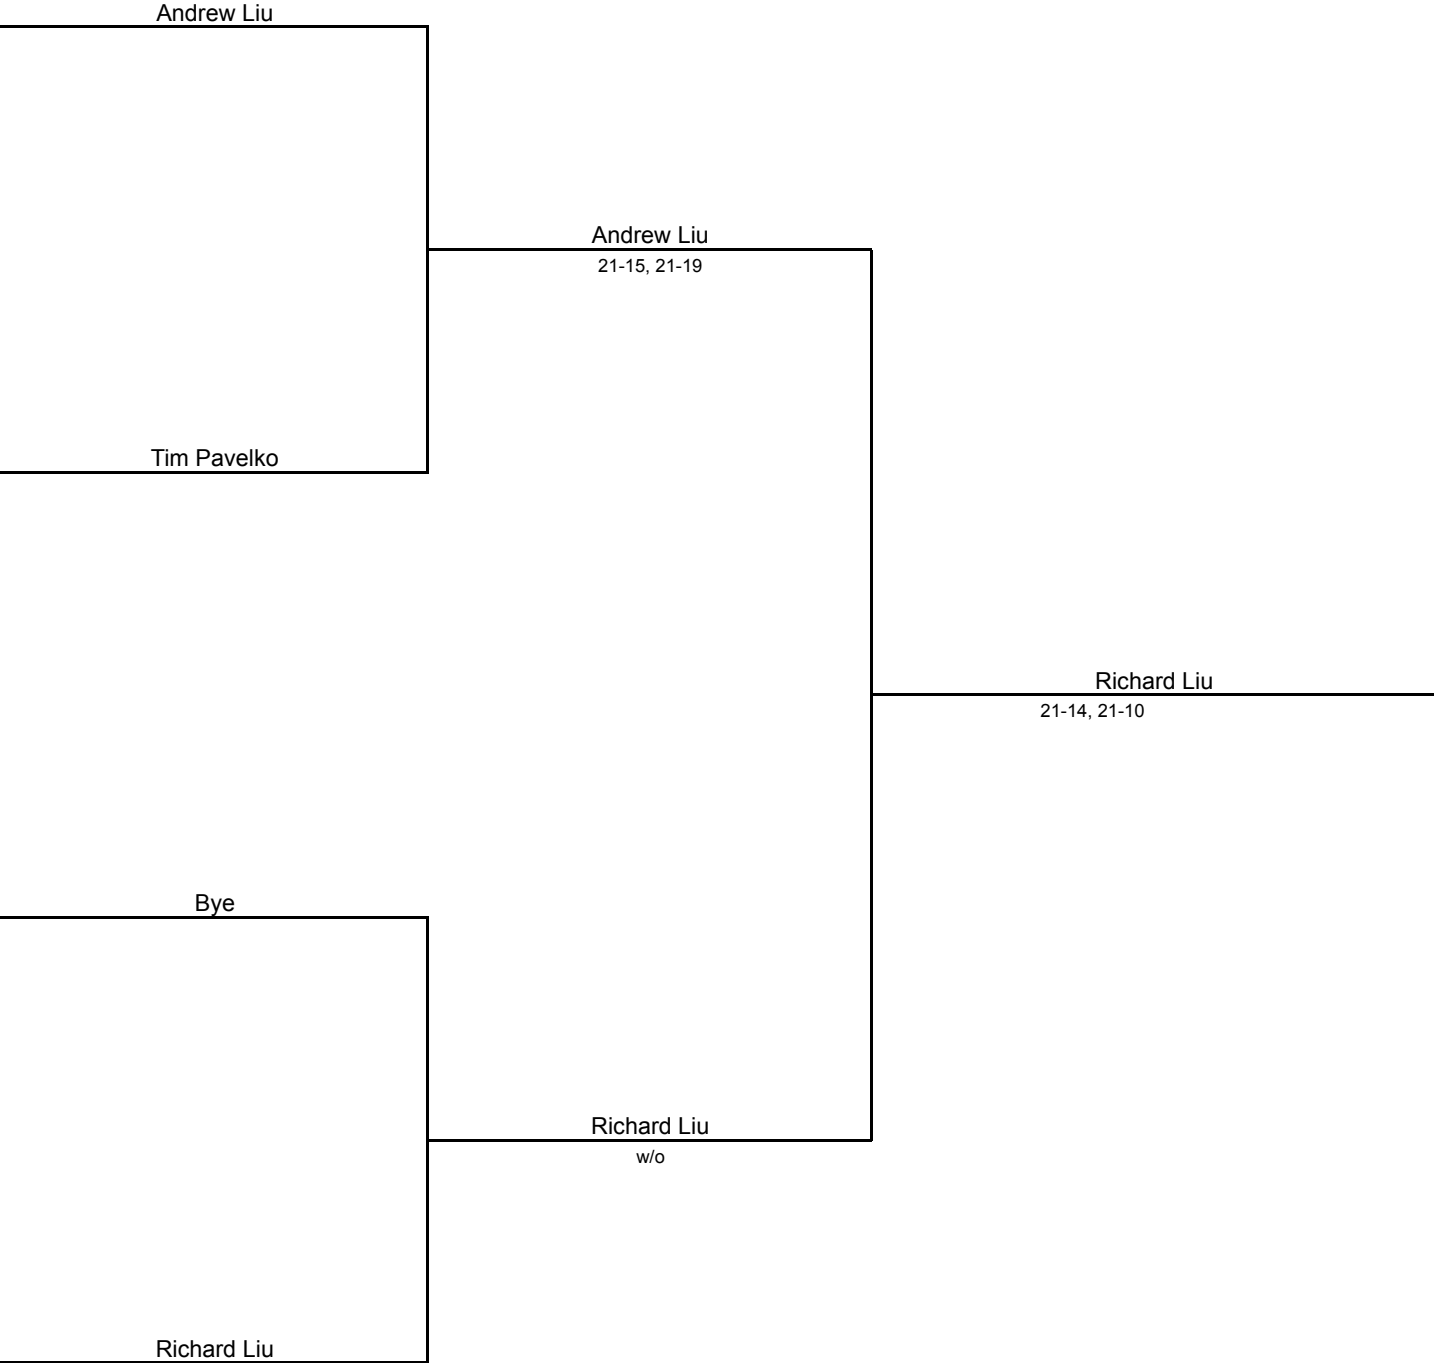 Andrew Liu
Andrew Liu
21-15, 21-19
Tim Pavelko
Richard Liu
21-14, 21-10
Bye
Richard Liu
w/o
Richard Liu